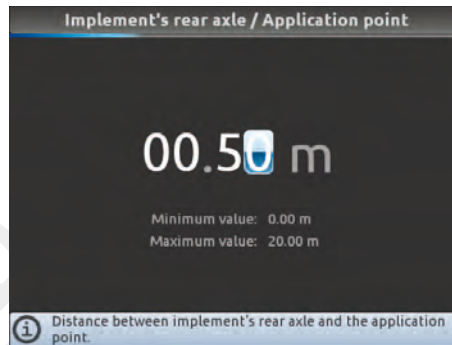 Implement's rear axle / Application point
00.50 m
Minimum value: 0.00 m
Maximum value: 20.00 m
Distance between implement's rear axle and the application
point.